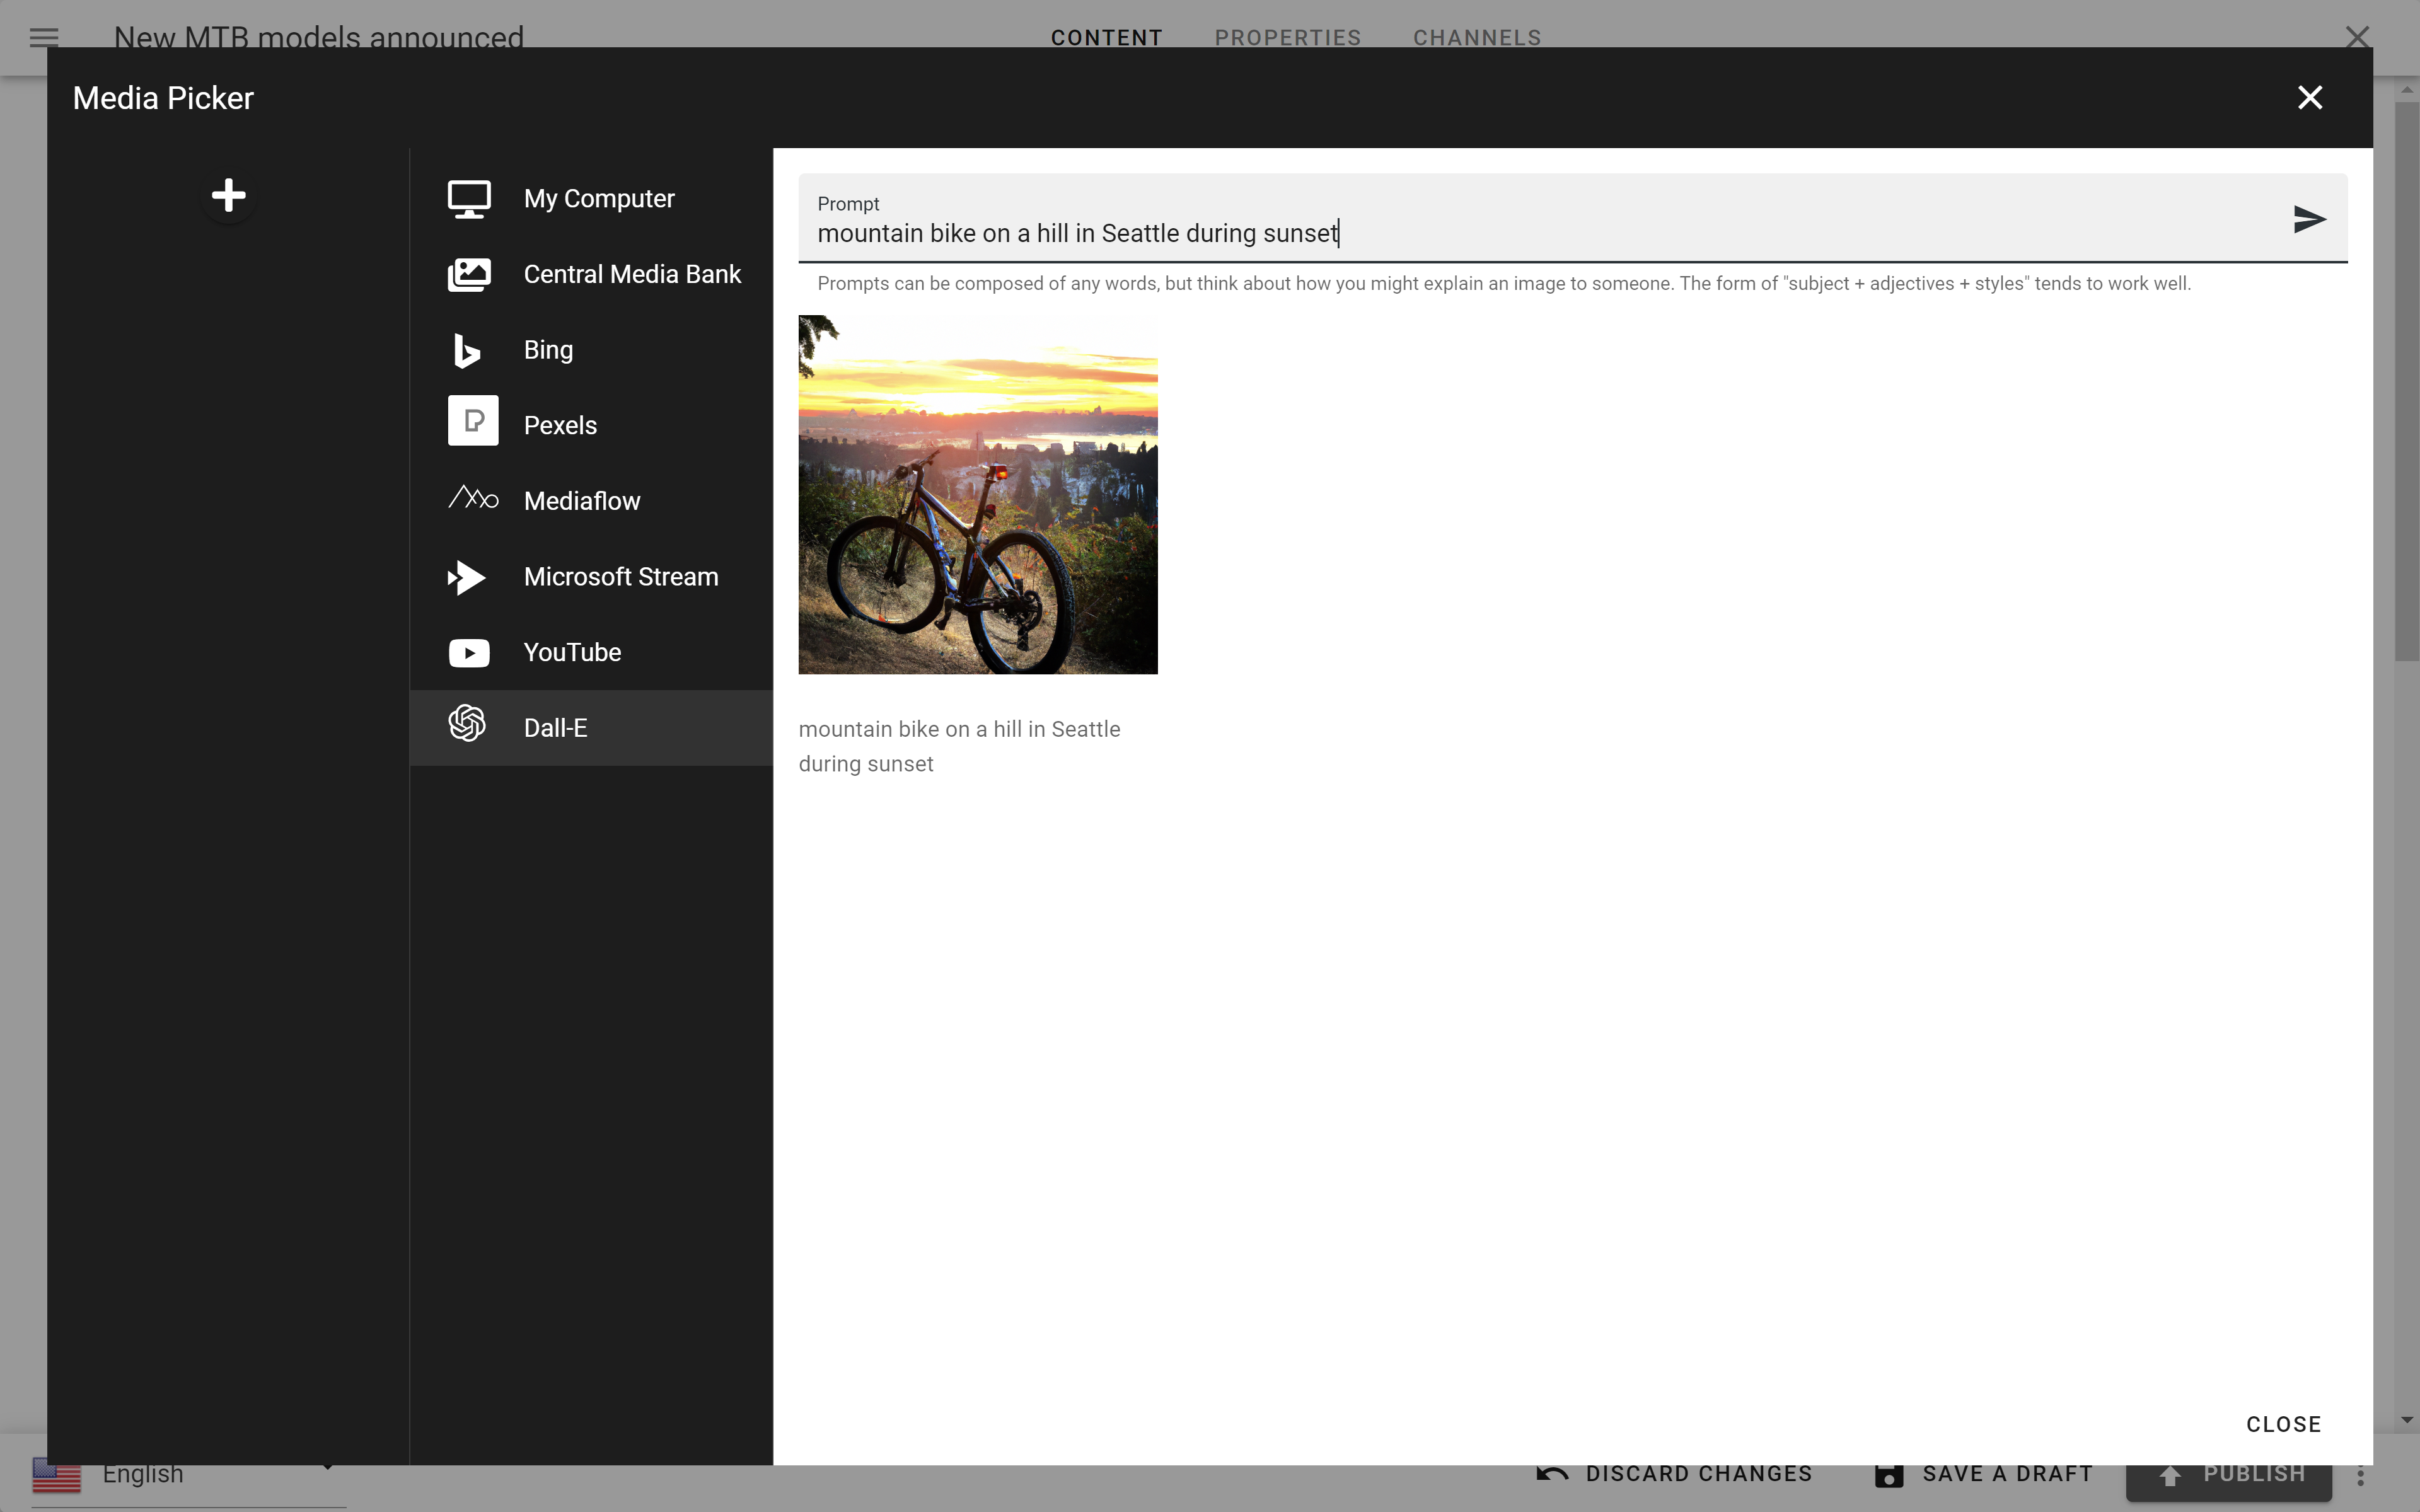 New MTB models announced
CONTENT
PROPERTIES
CHANNELS
Media Picker
My Computer
Central Media Bank
Bing
Pexels
Mediaflow
Microsoft Stream
YouTube
Dall-E
Prompt
mountain bike on a hill in Seattle during sunset
Prompts can be composed of any words, but think about how you might explain an image to someone. The form of "subject + adjectives + styles" tends to work well.
mountain bike on a hill in Seattle
during sunset
CLOSE
English
DISCARD CHANGES
SAVE A DRAFT
PUBLISH